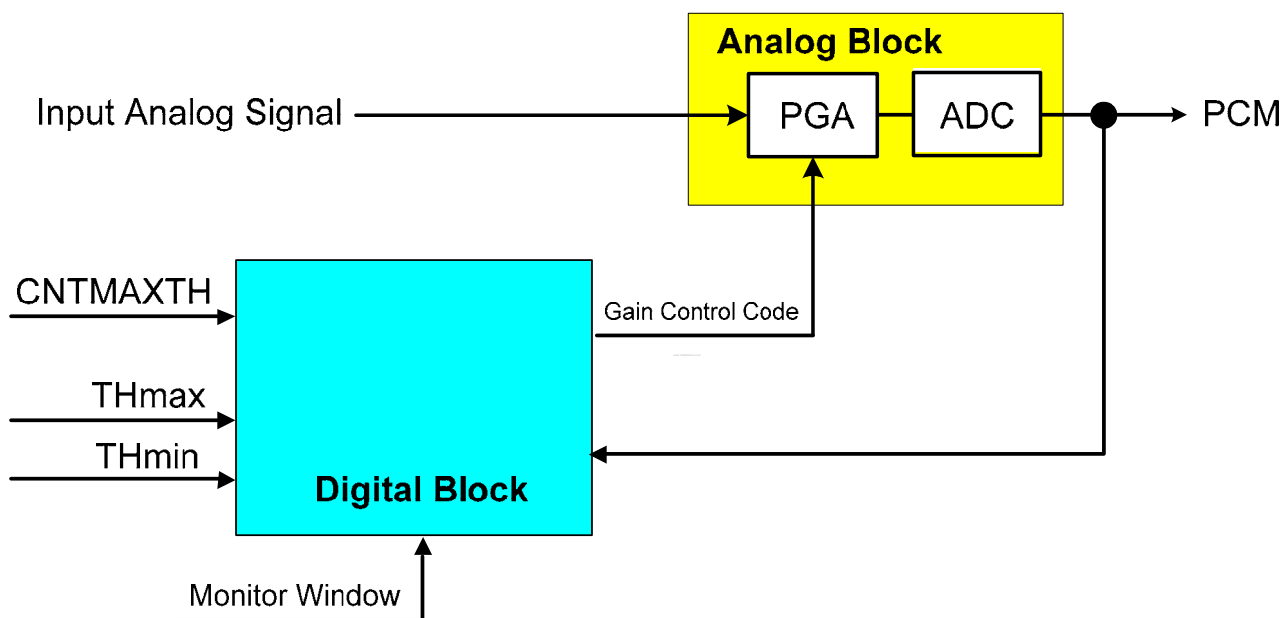 Analog Block
Input Analog Signal
PGA
ADC
PCM
CNTMAXTH
Gain Control Code
THmax
THmin
Digital Block
Monitor Window